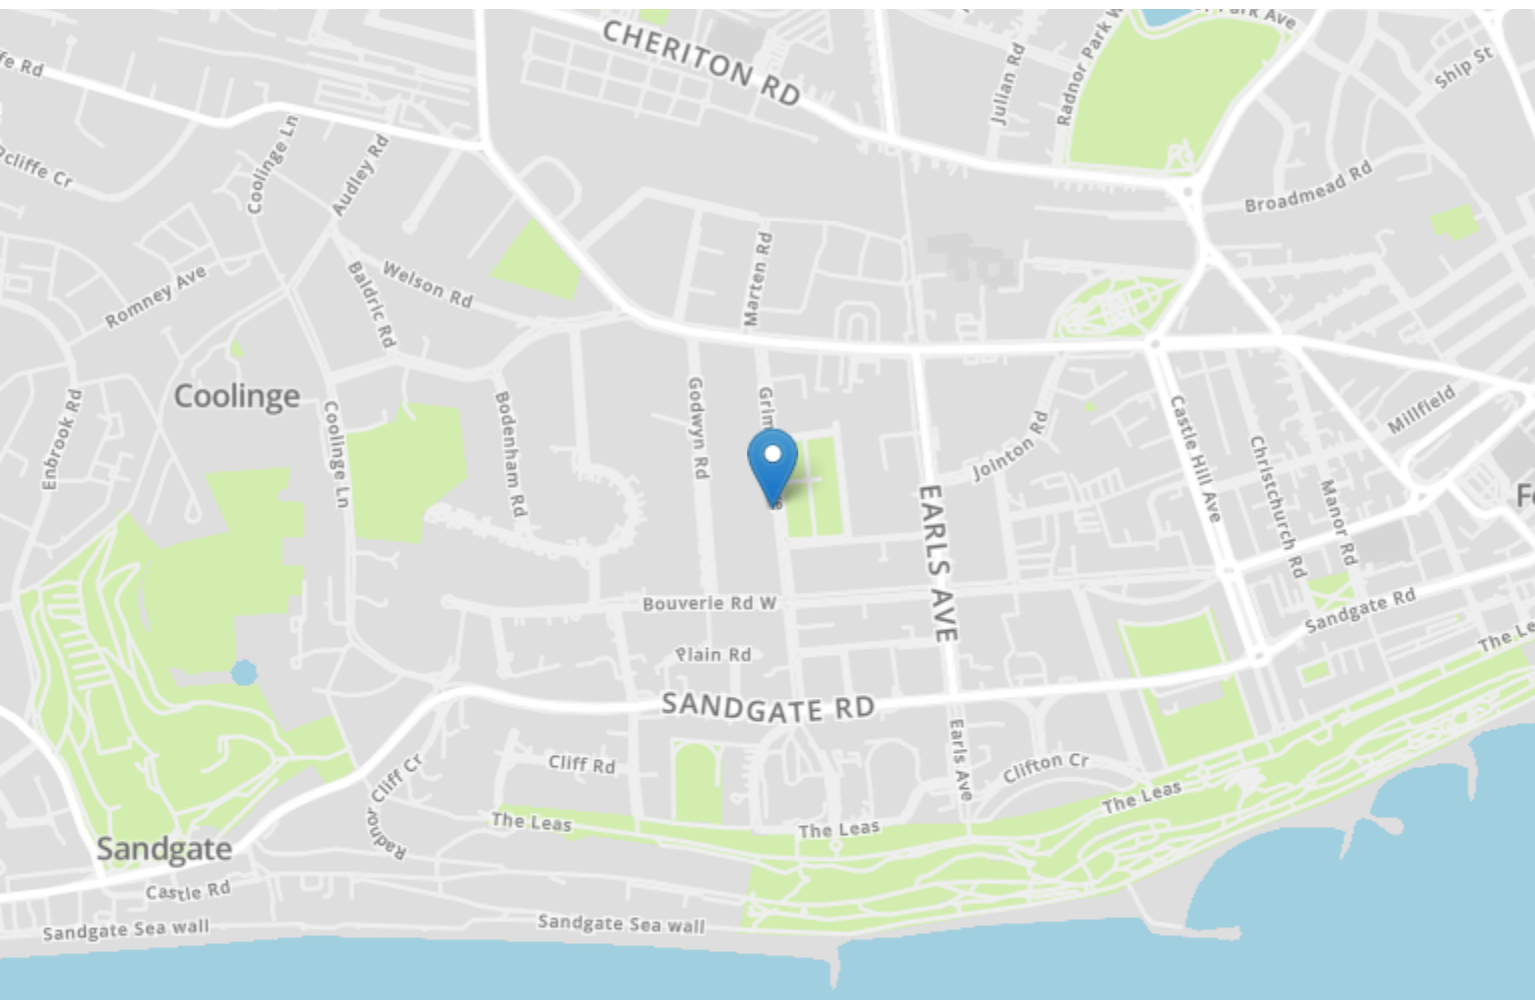 Park Ave
CHERITON RD
Julian Rd
Radnor Park W
Ship St
Coolinge Ln
Audley Rd
Broadmead Rd
Marten Rd
Romney Ave
Baldric Rd
Welson Rd
Coolinge
Enbrook Rd
Coolinge Ln
Bodenham Rd
Godwyn Rd
Jointon Rd
Castle Hill Ave
Christchurch Rd
Manor Rd
Millfield
EARLS AVE
Bouverie Rd W
Plain Rd
Sandgate Rd
SANDGATE RD
Earls Ave
Cliff Rd
Clifton Cr
Radnor Cliff Cr
The Leas
The Leas
The Leas
Sandgate
Castle Rd
Sandgate Sea wall
Sandgate Sea wall